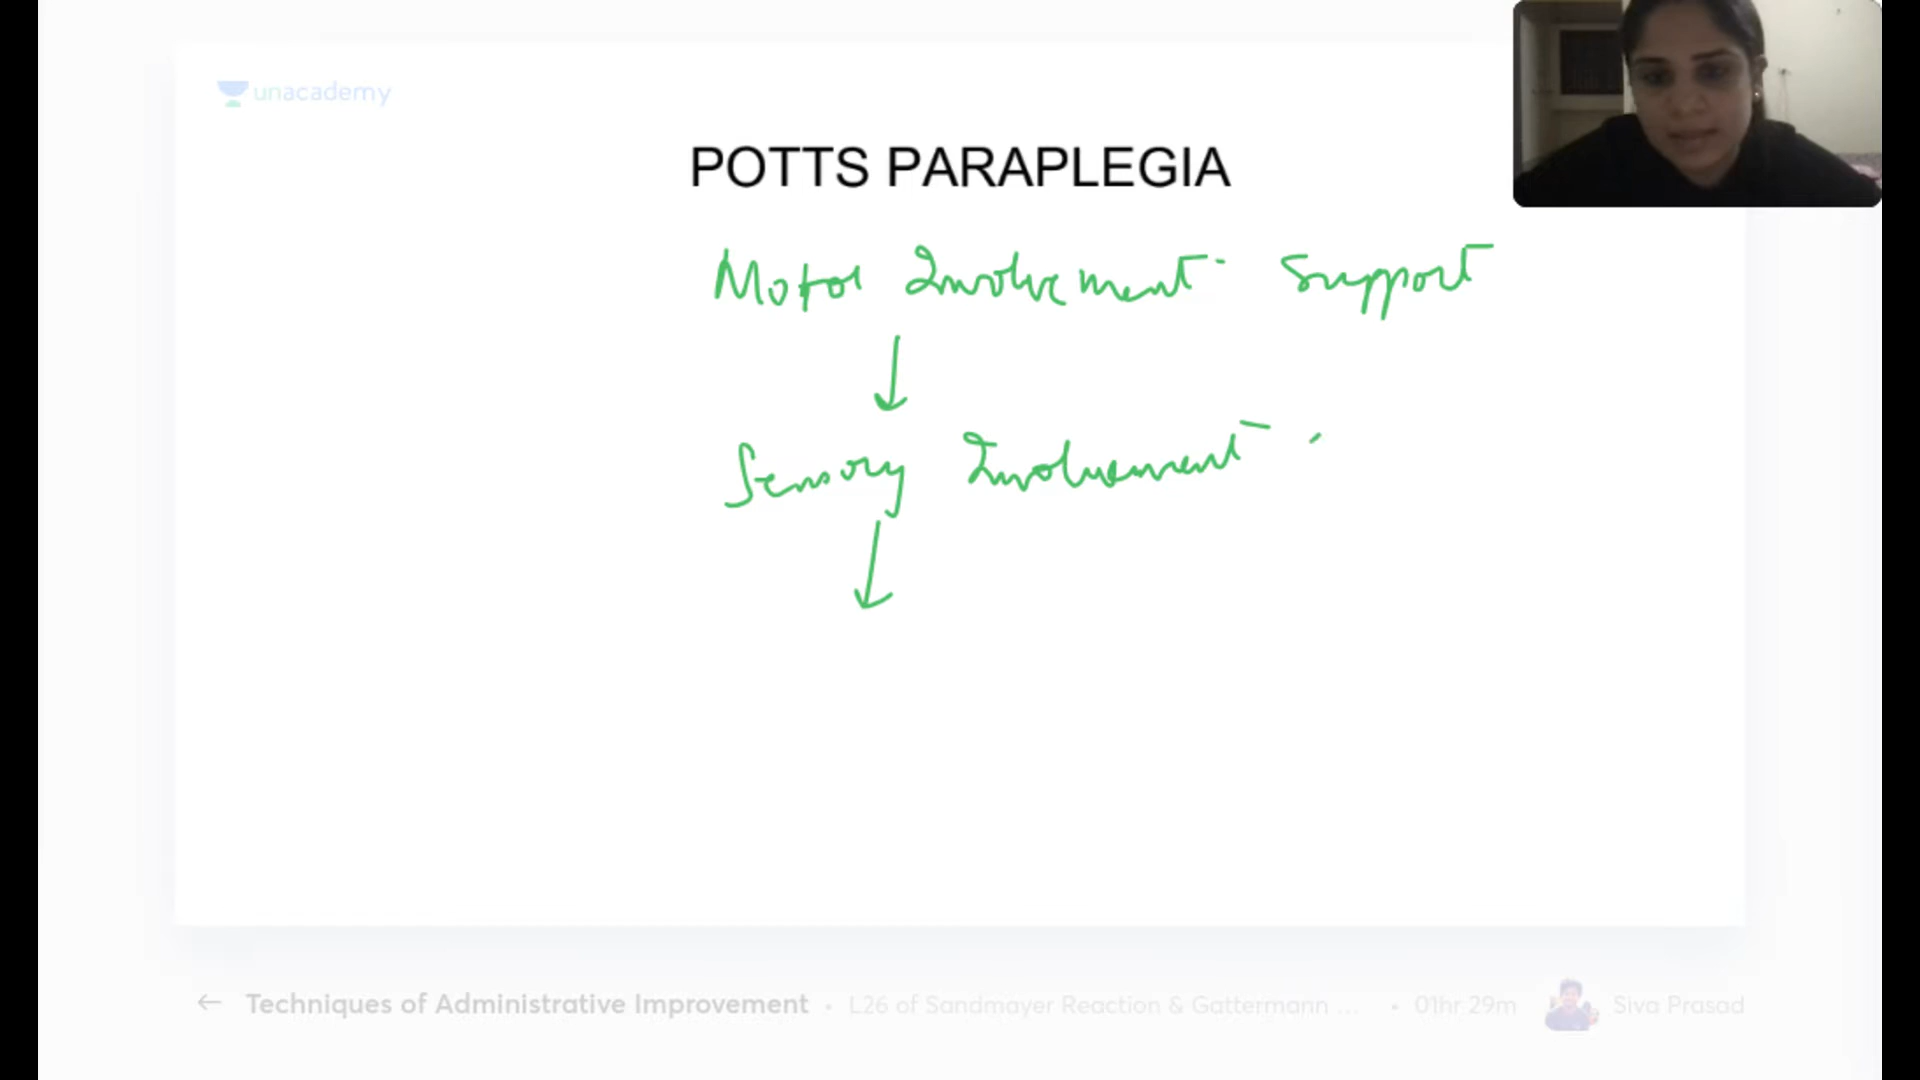 unacademy
POTTS PARAPLEGIA
Motor Involvement - Support
Sensory Involvement -
← Techniques of Administrative Improvement • L26 of Sandmayer Reaction & Gattermann ... • 01hr 29m Siva Prasad